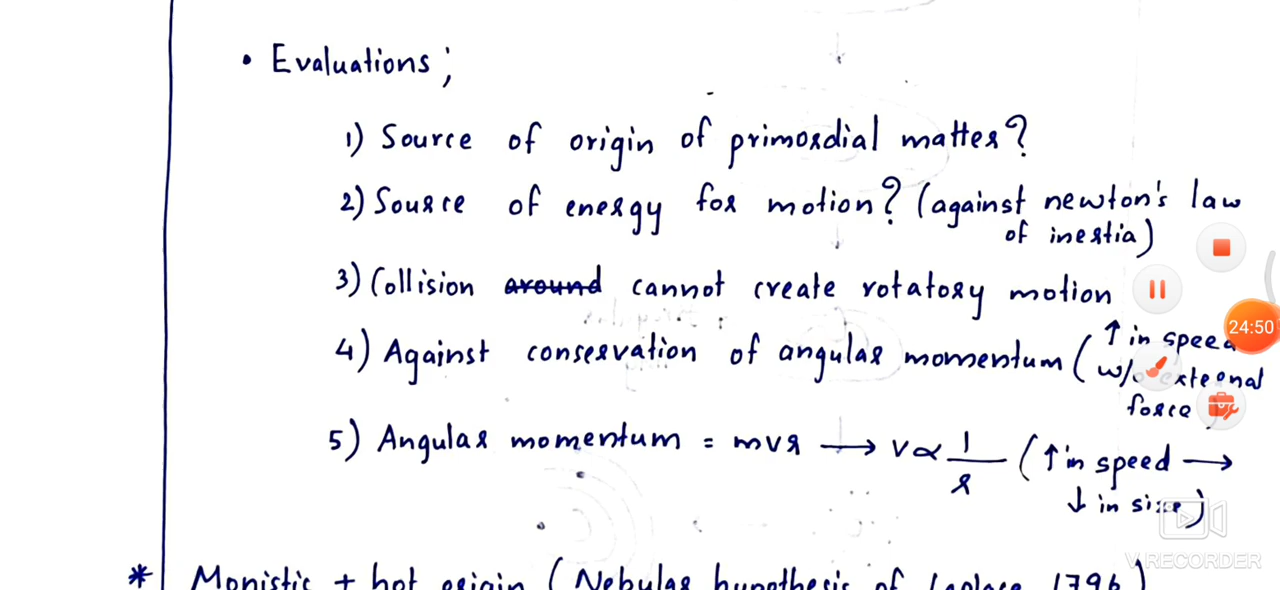 • Evaluations;
1) Source of origin of primordial matter?
2) Source of energy for motion? (against newton's law
of inertia)
3) Collision around cannot create rotatory motion
4) Against conservation of angular momentum (↑ in speed
w/o external
force
24:50
5) Angular momentum = mvr → v∝ 1/r (↑ in speed →
↓ in size)
VRECORDER
* Monistic + hot origin (Nebular hypothesis of Laplace 1796)